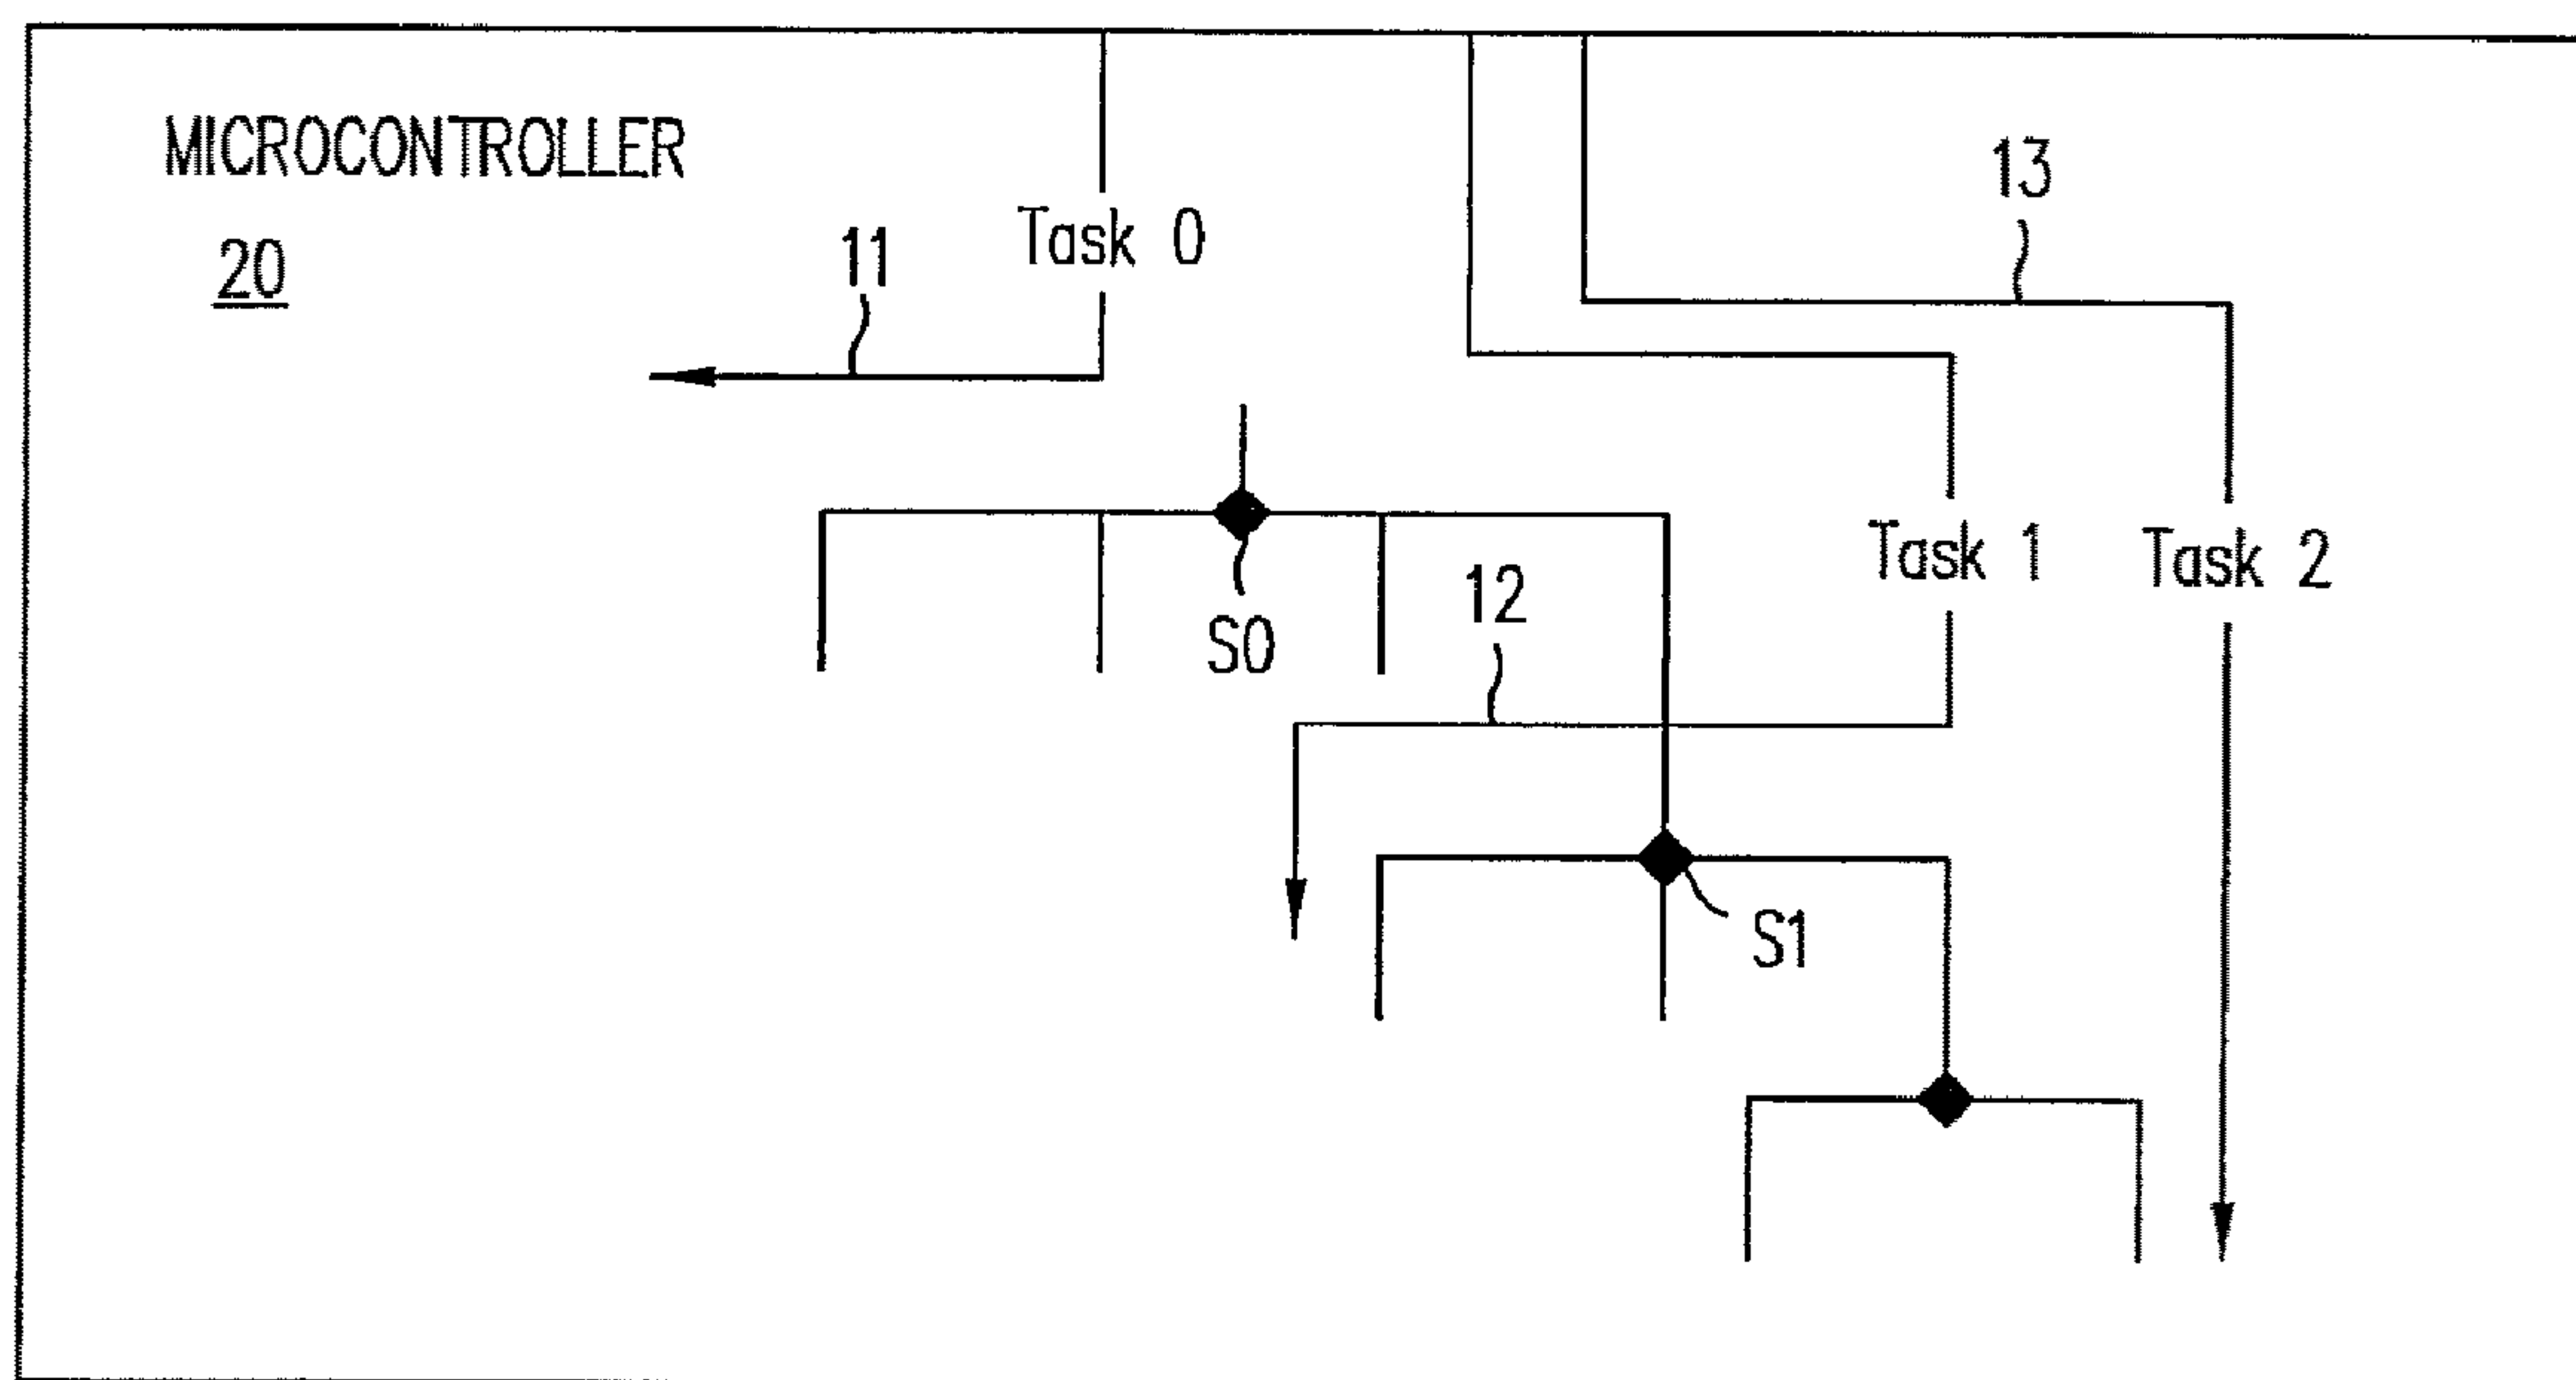 MICROCONTROLLER
20
11
Task 0
13
S0
12
Task 1
Task 2
S1